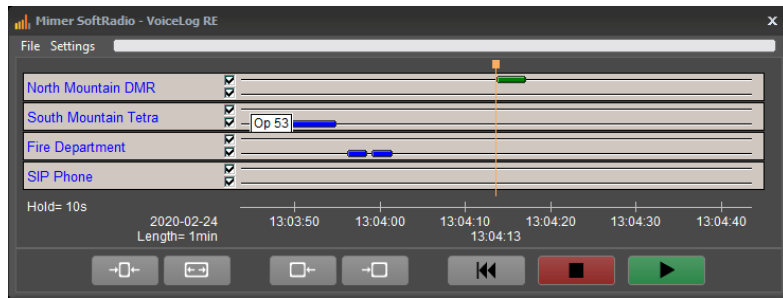 Mimer SoftRadio - VoiceLog RE x
File Settings
North Mountain DMR
South Mountain Tetra
Op 53
Fire Department
SIP Phone
Hold= 10s
2020-02-24 13:03:50 13:04:00 13:04:10 13:04:20 13:04:30 13:04:40
Length= 1min 13:04:13